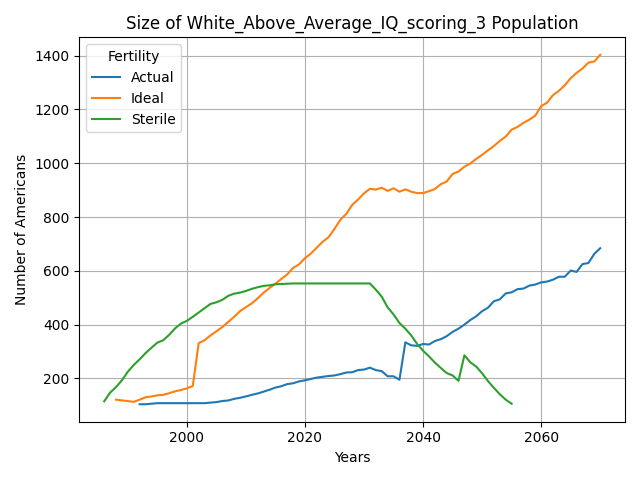 Size of White_Above_Average_IQ_scoring_3 Population
Fertility
Actual
Ideal
Sterile
Number of Americans
1400
1200
1000
800
600
400
200
2000
2020
2040
2060
Years